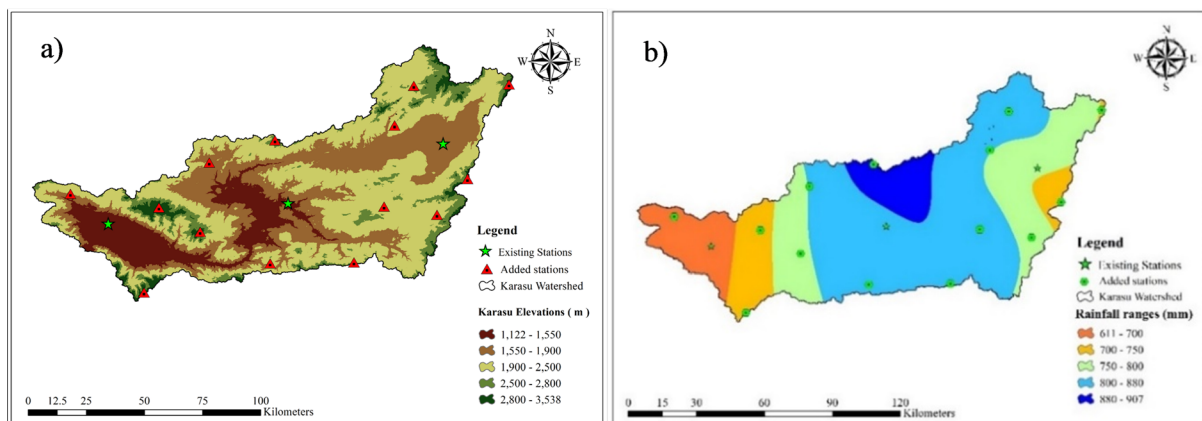 a)
N
W E
S
Legend
Existing Stations
Added stations
Karasu Watershed
Karasu Elevations ( m )
1,122 - 1,550
1,550 - 1,900
1,900 - 2,500
2,500 - 2,800
2,800 - 3,538
0 12.5 25 50 75 100
Kilometers
b)
N
W E
S
Legend
Existing Stations
Added stations
Karasu Watershed
Rainfall ranges (mm)
611 - 700
700 - 750
750 - 800
800 - 880
880 - 907
0 15 30 60 90 120
Kilometers